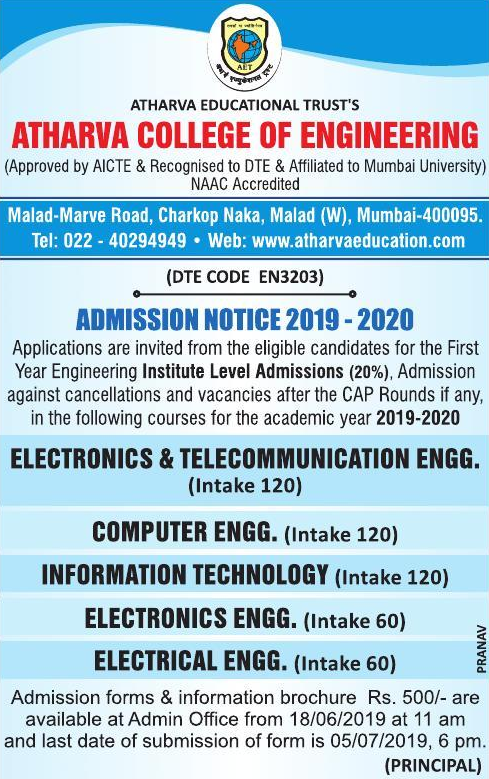 AET
ATHARVA EDUCATIONAL TRUST'S
ATHARVA COLLEGE OF ENGINEERING
(Approved by AICTE & Recognised to DTE & Affiliated to Mumbai University)
NAAC Accredited
Malad-Marve Road, Charkop Naka, Malad (W), Mumbai-400095.
Tel: 022 - 40294949 • Web: www.atharvaeducation.com
(DTE CODE EN3203)
ADMISSION NOTICE 2019 - 2020
Applications are invited from the eligible candidates for the First
Year Engineering Institute Level Admissions (20%), Admission
against cancellations and vacancies after the CAP Rounds if any,
in the following courses for the academic year 2019-2020
ELECTRONICS & TELECOMMUNICATION ENGG.
(Intake 120)
COMPUTER ENGG. (Intake 120)
INFORMATION TECHNOLOGY (Intake 120)
ELECTRONICS ENGG. (Intake 60)
ELECTRICAL ENGG. (Intake 60)
PRANAV
Admission forms & information brochure Rs. 500/- are
available at Admin Office from 18/06/2019 at 11 am
and last date of submission of form is 05/07/2019, 6 pm.
(PRINCIPAL)